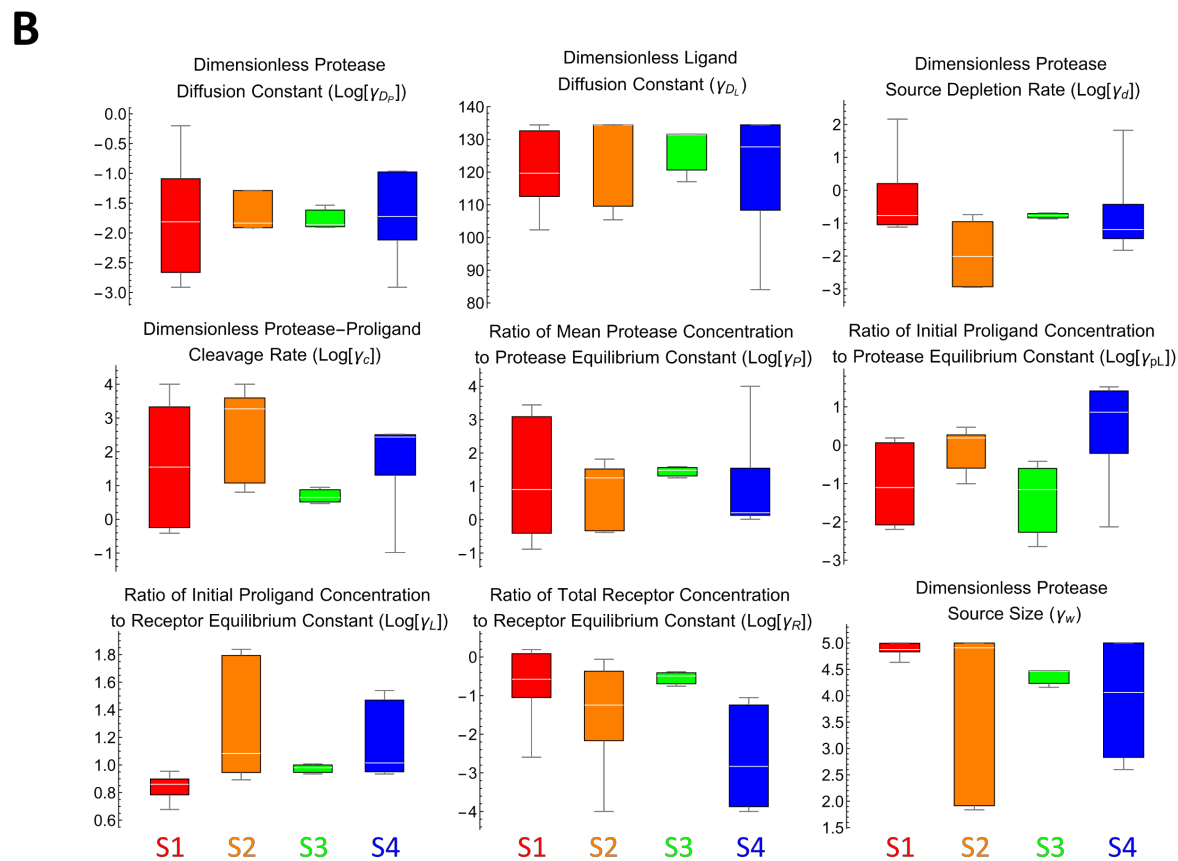 B
Dimensionless Protease
Diffusion Constant (Log[γDP])
0.0
−0.5
−1.0
−1.5
−2.0
−2.5
−3.0
Dimensionless Ligand
Diffusion Constant (γDL)
140
130
120
110
100
90
80
Dimensionless Protease
Source Depletion Rate (Log[γd])
2
1
0
−1
−2
−3
Dimensionless Protease−Proligand
Cleavage Rate (Log[γc])
4
3
2
1
0
−1
Ratio of Mean Protease Concentration
to Protease Equilibrium Constant (Log[γP])
4
3
2
1
0
−1
Ratio of Initial Proligand Concentration
to Protease Equilibrium Constant (Log[γpL])
1
0
−1
−2
−3
Ratio of Initial Proligand Concentration
to Receptor Equilibrium Constant (Log[γL])
1.8
1.6
1.4
1.2
1.0
0.8
0.6
Ratio of Total Receptor Concentration
to Receptor Equilibrium Constant (Log[γR])
0
−1
−2
−3
−4
Dimensionless Protease
Source Size (γw)
5.0
4.5
4.0
3.5
3.0
2.5
2.0
1.5
S1 S2 S3 S4 S1 S2 S3 S4 S1 S2 S3 S4